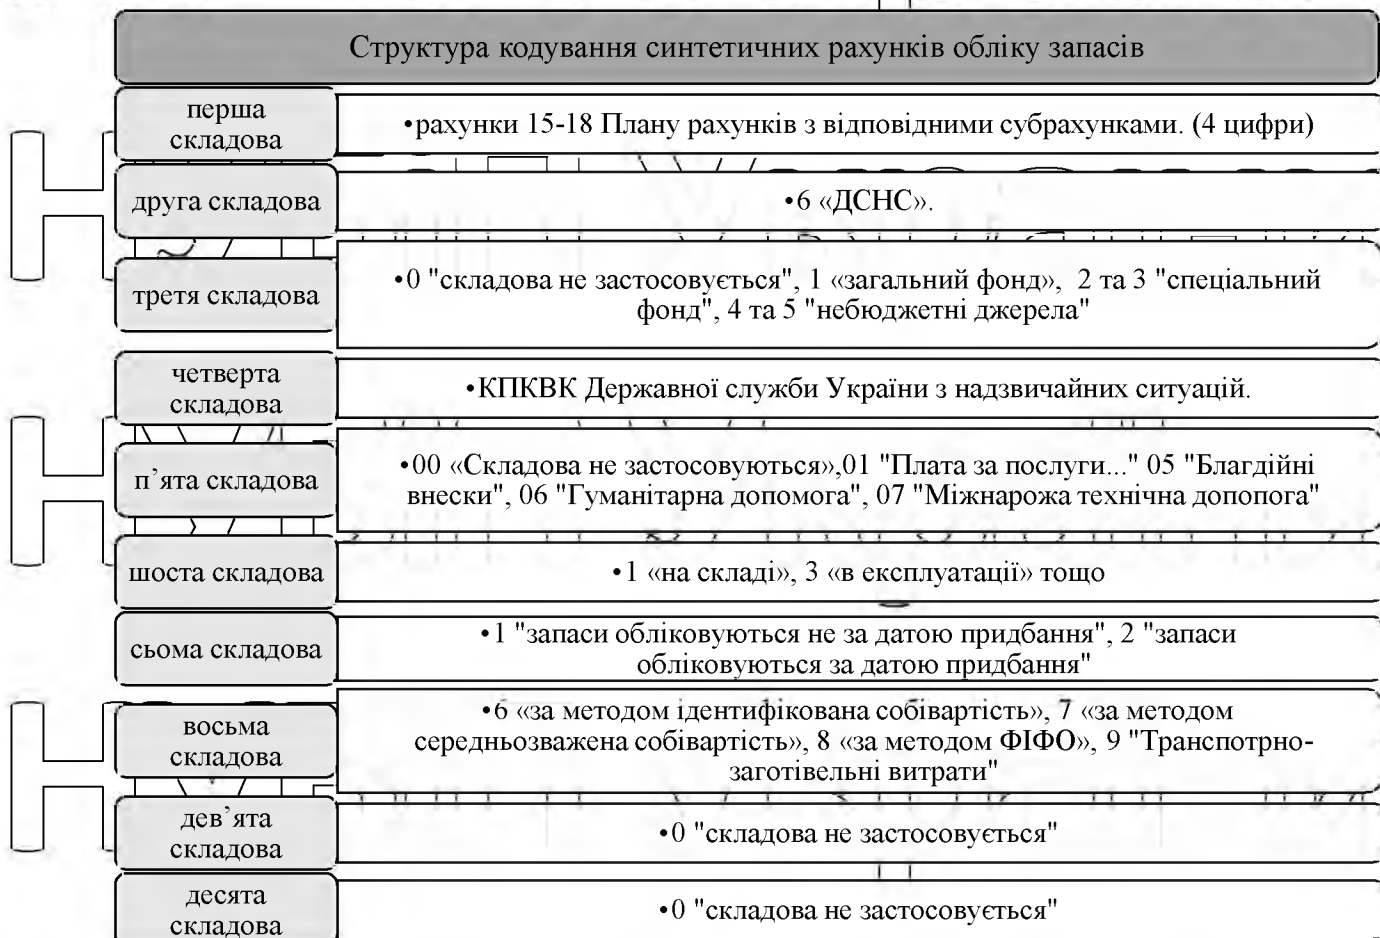 Структура кодування синтетичних рахунків обліку запасів
перша
складова
•рахунки 15-18 Плану рахунків з відповідними субрахунками. (4 цифри)
друга складова
•6 «ДСНС».
третя складова
•0 "складова не застосовується", 1 «загальний фонд», 2 та 3 "спеціальний
фонд", 4 та 5 "небюджетні джерела"
четверта
складова
•КПКВК Державної служби України з надзвичайних ситуацій.
п’ята складова
•00 «Складова не застосовуються»,01 "Плата за послуги..." 05 "Благдійні
внески", 06 "Гуманітарна допомога", 07 "Міжнарожа технічна допопога"
шоста складова
•1 «на складі», 3 «в експлуатації» тощо
сьома складова
•1 "запаси обліковуються не за датою придбання", 2 "запаси
обліковуються за датою придбання"
восьма
складова
•6 «за методом ідентифікована собівартість», 7 «за методом
середньозважена собівартість», 8 «за методом ФІФО», 9 "Транспотрно-
заготівельні витрати"
дев’ята
складова
•0 "складова не застосовується"
десята
складова
•0 "складова не застосовується"